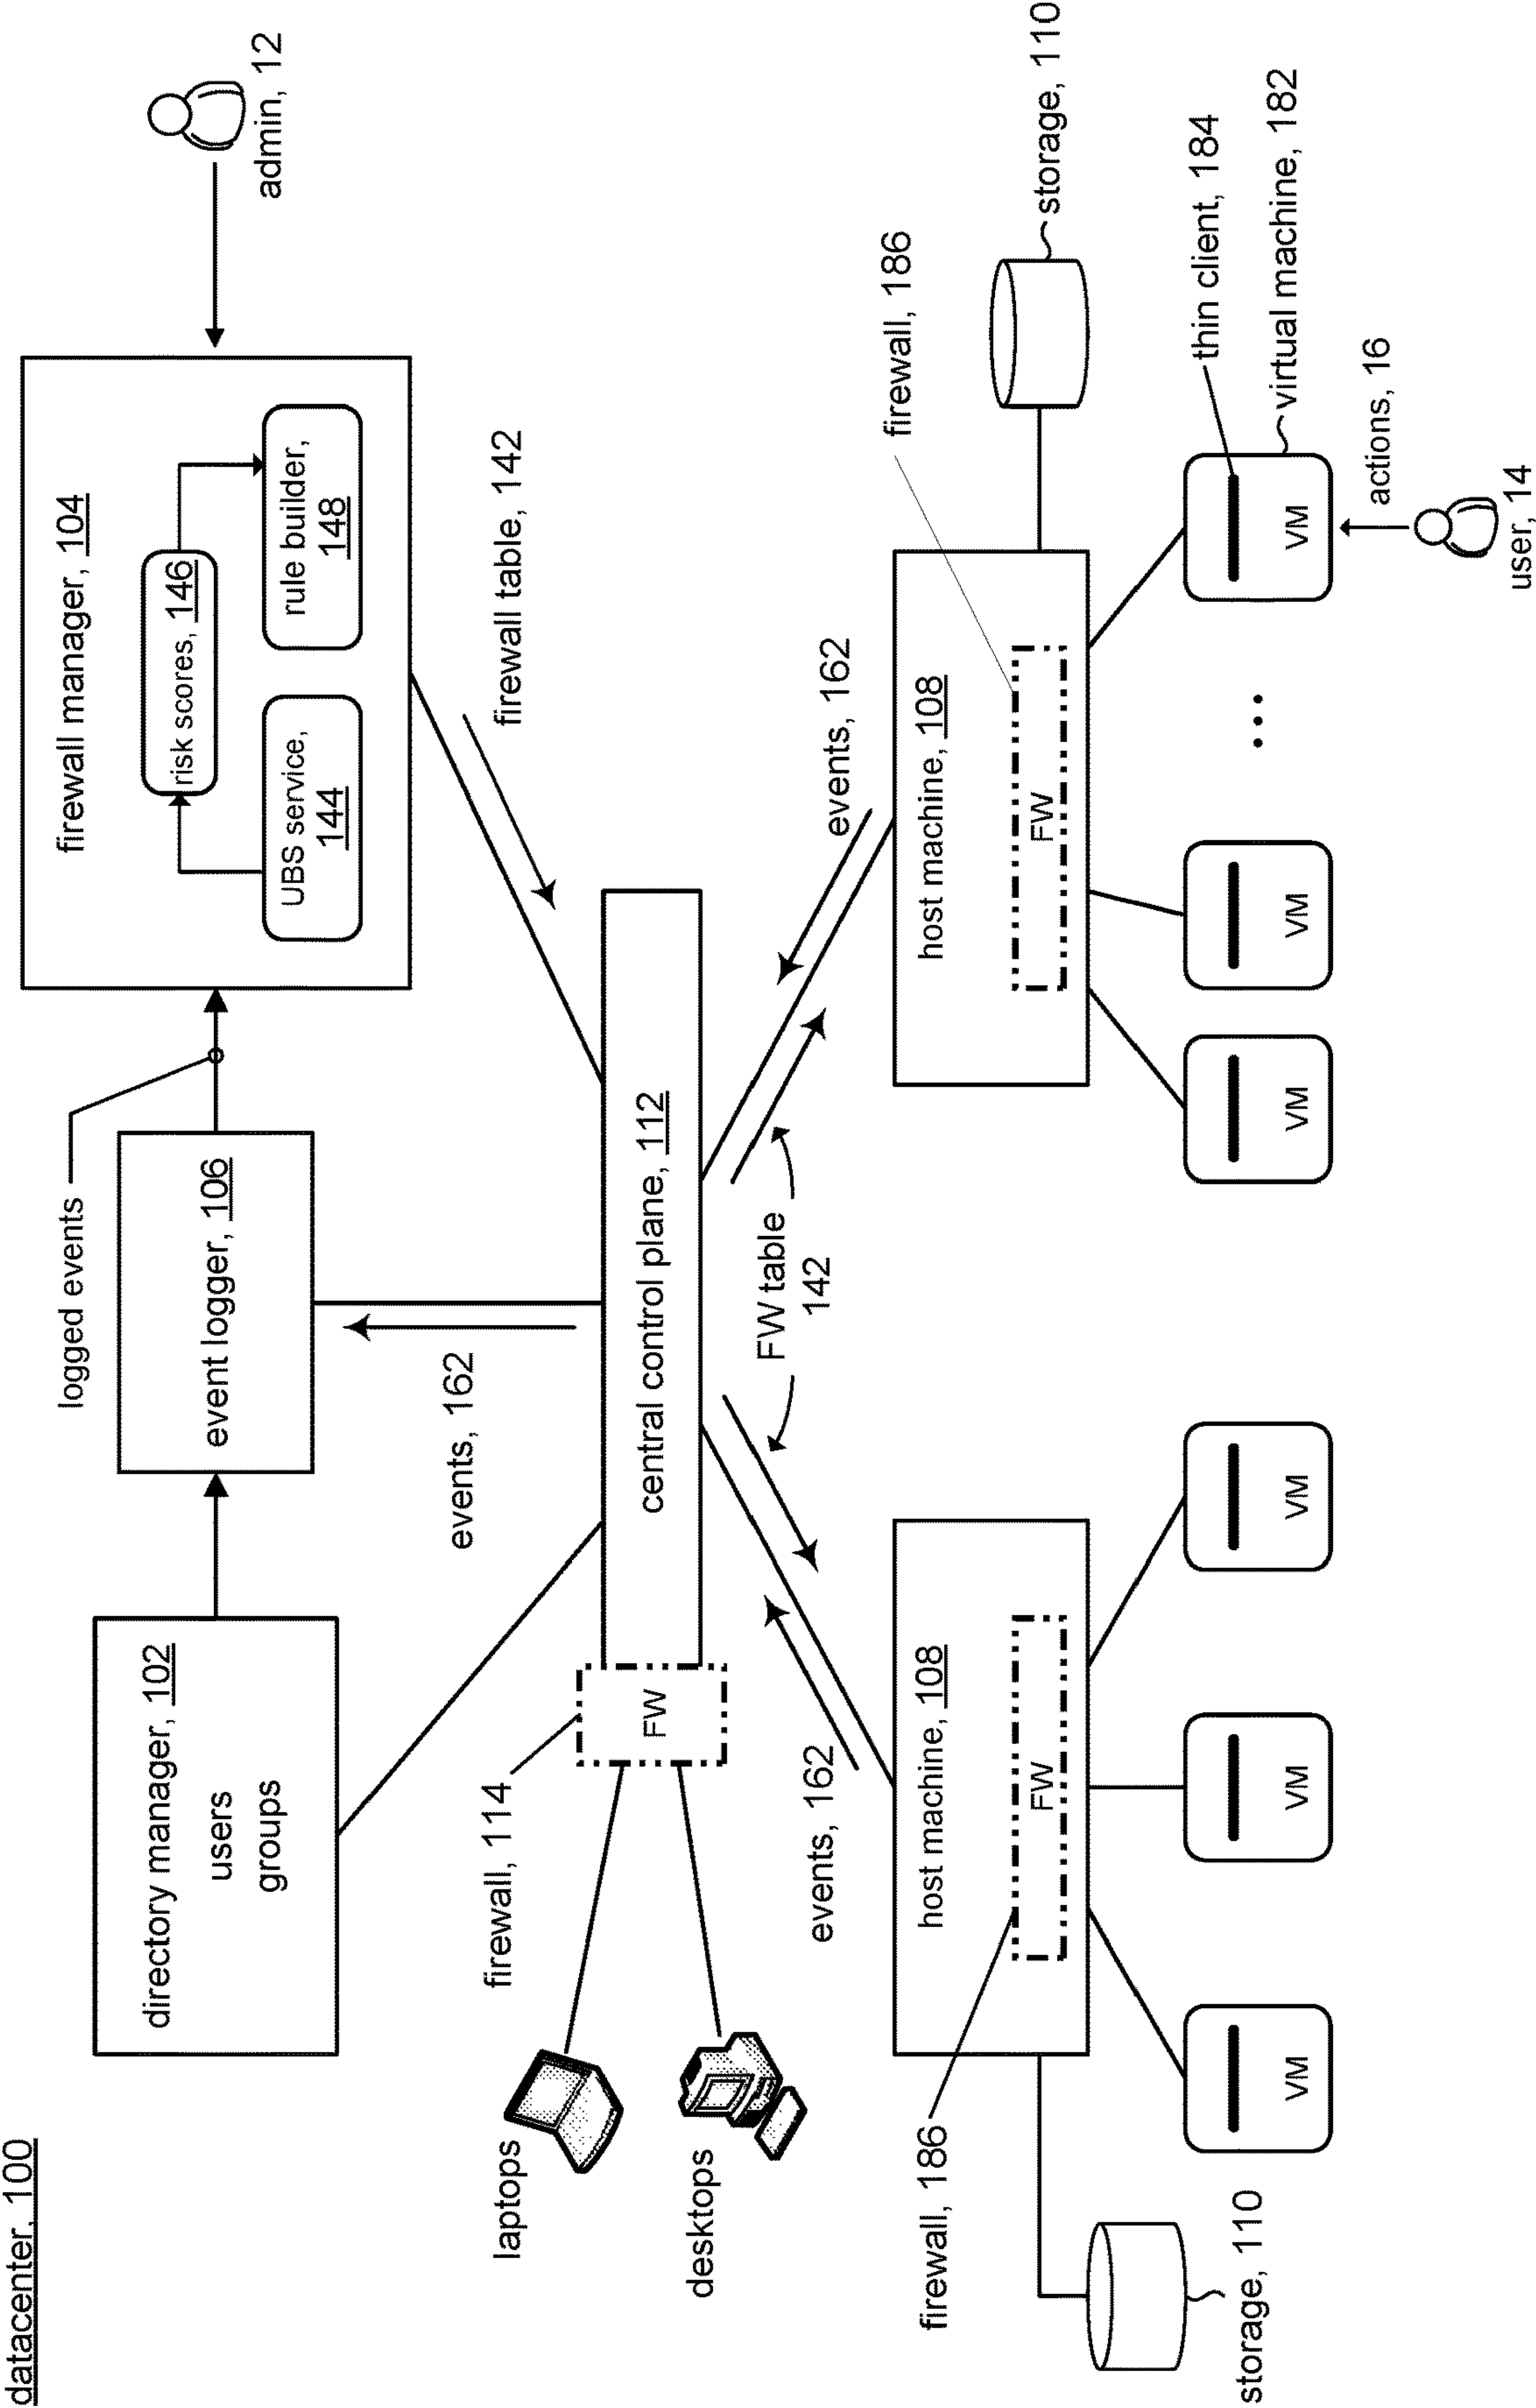 datacenter, 100
directory manager, 102
users
groups
event logger, 106
logged events
firewall manager, 104
risk scores, 146
UBS service,
144
rule builder,
148
admin, 12
events, 162
firewall table, 142
firewall, 114
FW
laptops
desktops
central control plane, 112
FW table
142
events, 162
events, 162
host machine, 108
FW
firewall, 186
storage, 110
VM
VM
VM
host machine, 108
FW
firewall, 186
storage, 110
VM
VM
...
VM
thin client, 184
virtual machine, 182
actions, 16
user, 14